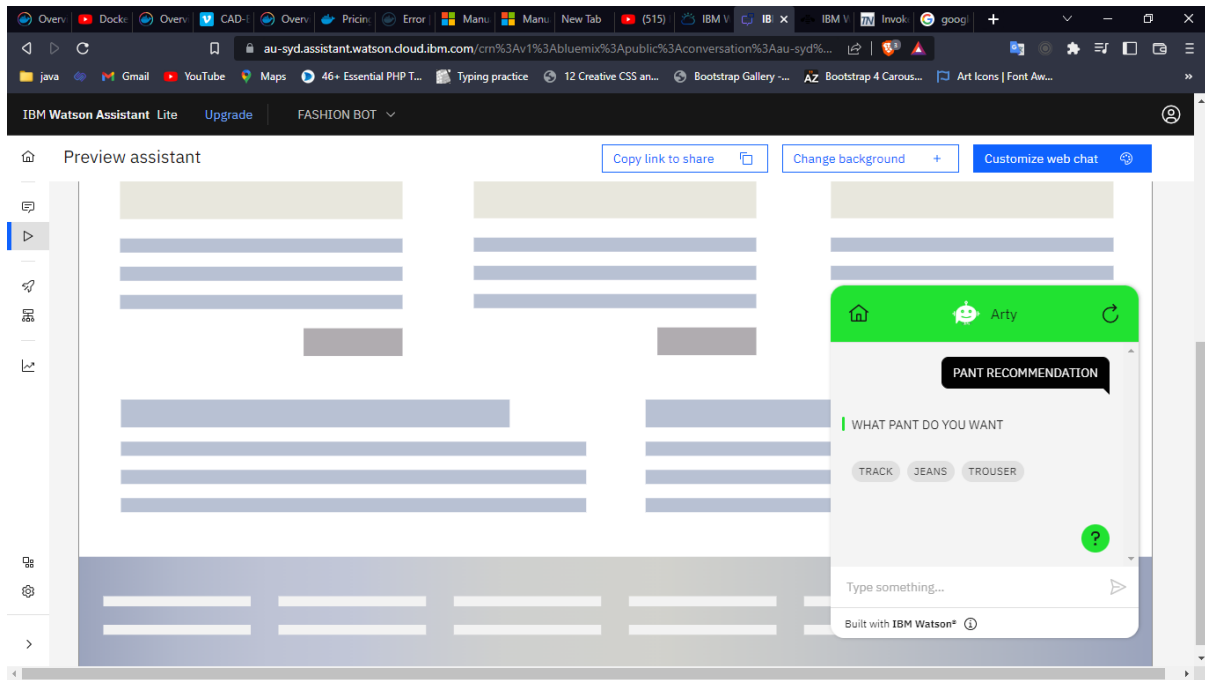 Overv Docke Overv CAD-E Overv Pricing Error Manu Manu New Tab (515) IBM W IBI IBM W Invoke googl
au-syd.assistant.watson.cloud.ibm.com/crn%3Av1%3Abluemix%3Apublic%3Aconversation%3Aau-syd%...
java Gmail YouTube Maps 46+ Essential PHP T... Typing practice 12 Creative CSS an... Bootstrap Gallery -... Bootstrap 4 Carous... Art Icons | Font Aw... »
IBM Watson Assistant Lite Upgrade FASHION BOT
Preview assistant Copy link to share Change background + Customize web chat
Arty
PANT RECOMMENDATION
WHAT PANT DO YOU WANT
TRACK JEANS TROUSER
?
Type something...
Built with IBM Watson®